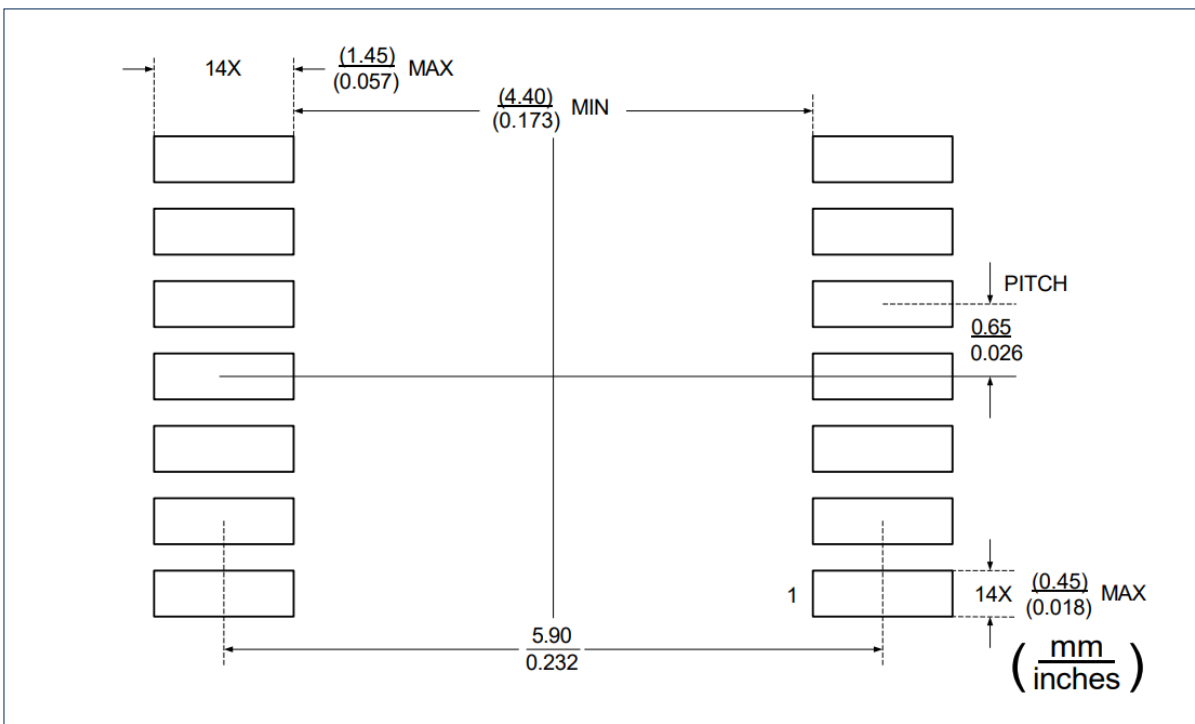 14X
(1.45)
(0.057)
MAX
(4.40)
(0.173)
MIN
PITCH
0.65
0.026
1
14X
(0.45)
(0.018)
MAX
5.90
0.232
(mm
inches)